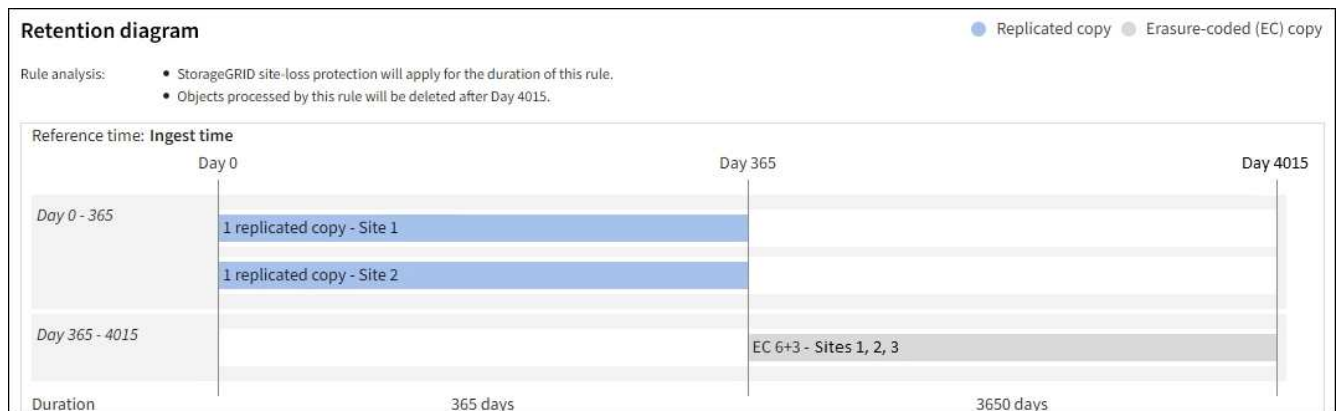 Retention diagram
Replicated copy
Erasure-coded (EC) copy
Rule analysis:
• StorageGRID site-loss protection will apply for the duration of this rule.
• Objects processed by this rule will be deleted after Day 4015.
Reference time: Ingest time
Day 0
Day 365
Day 4015
Day 0 - 365
1 replicated copy - Site 1
1 replicated copy - Site 2
Day 365 - 4015
EC 6+3 - Sites 1, 2, 3
Duration
365 days
3650 days